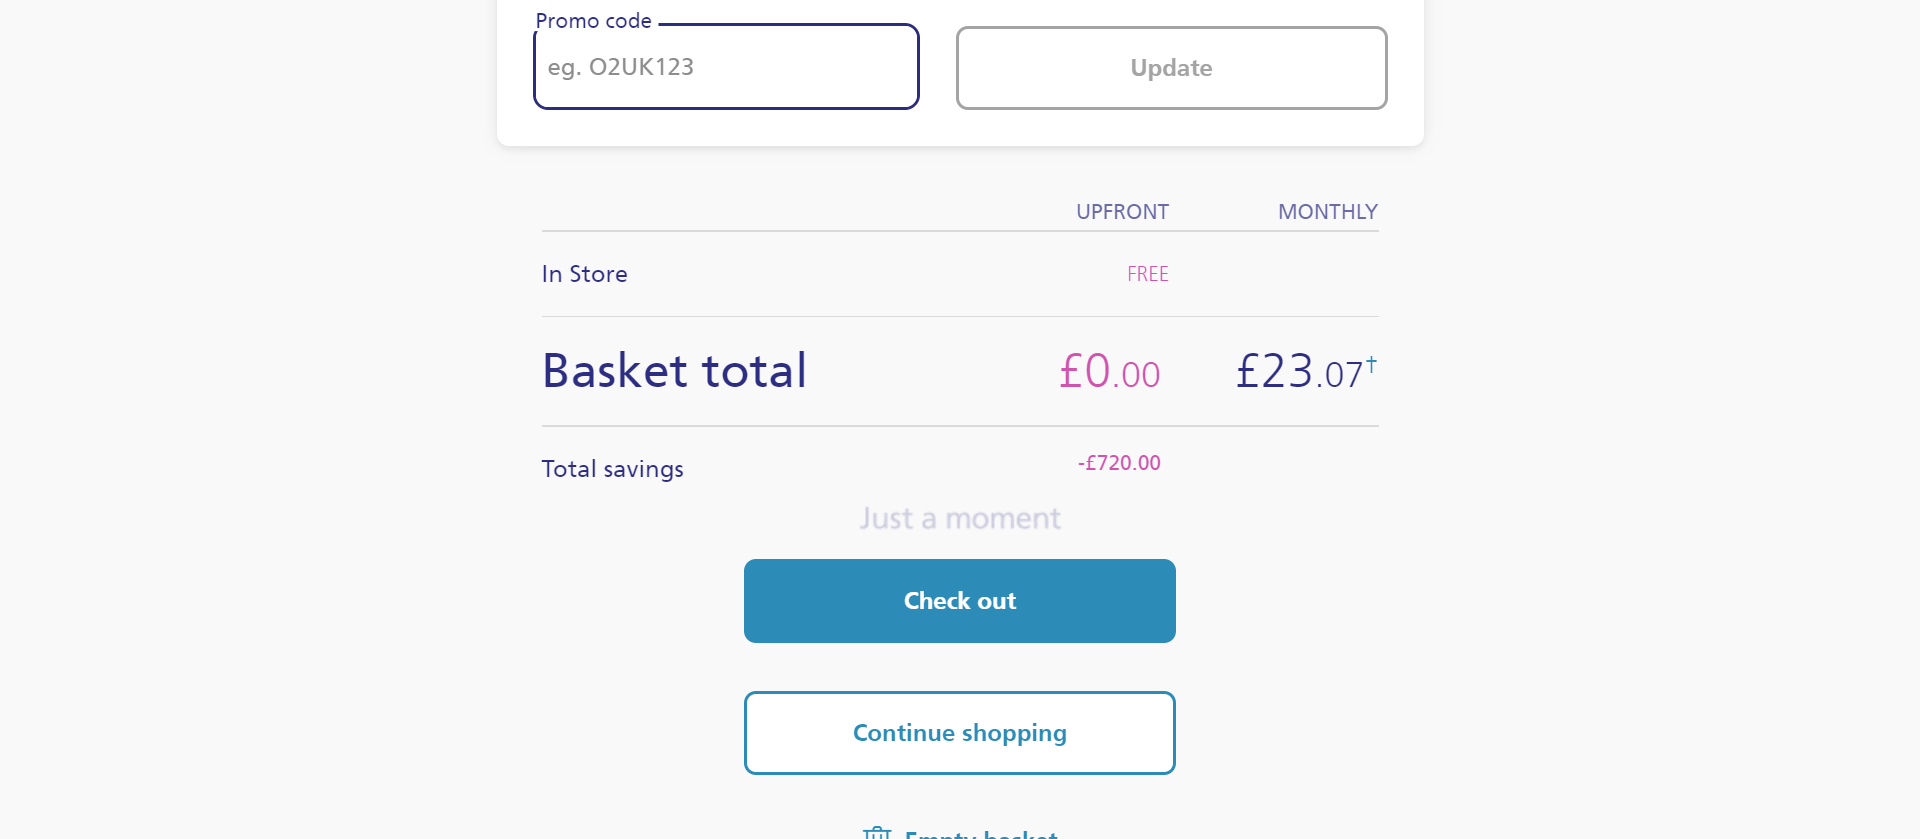 Promo code
eg. O2UK123
Update
UPFRONT MONTHLY
In Store FREE
Basket total £0.00 £23.07†
Total savings -£720.00
Just a moment
Check out
Continue shopping
Empty basket